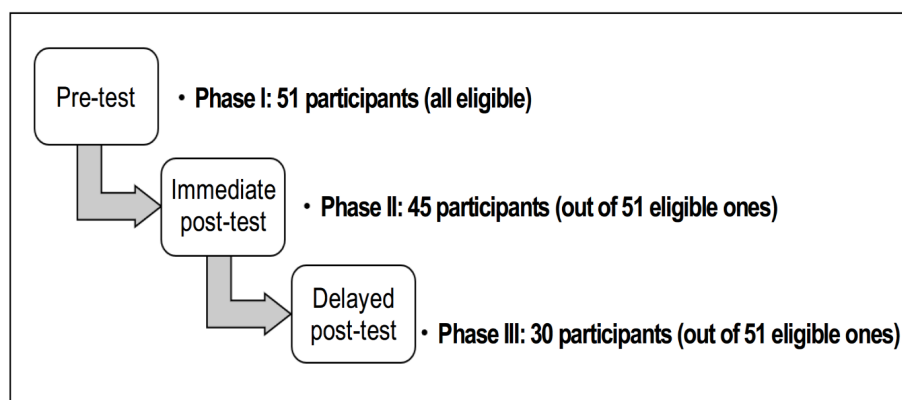 Pre-test
• Phase I: 51 participants (all eligible)
Immediate
post-test
• Phase II: 45 participants (out of 51 eligible ones)
Delayed
post-test
• Phase III: 30 participants (out of 51 eligible ones)